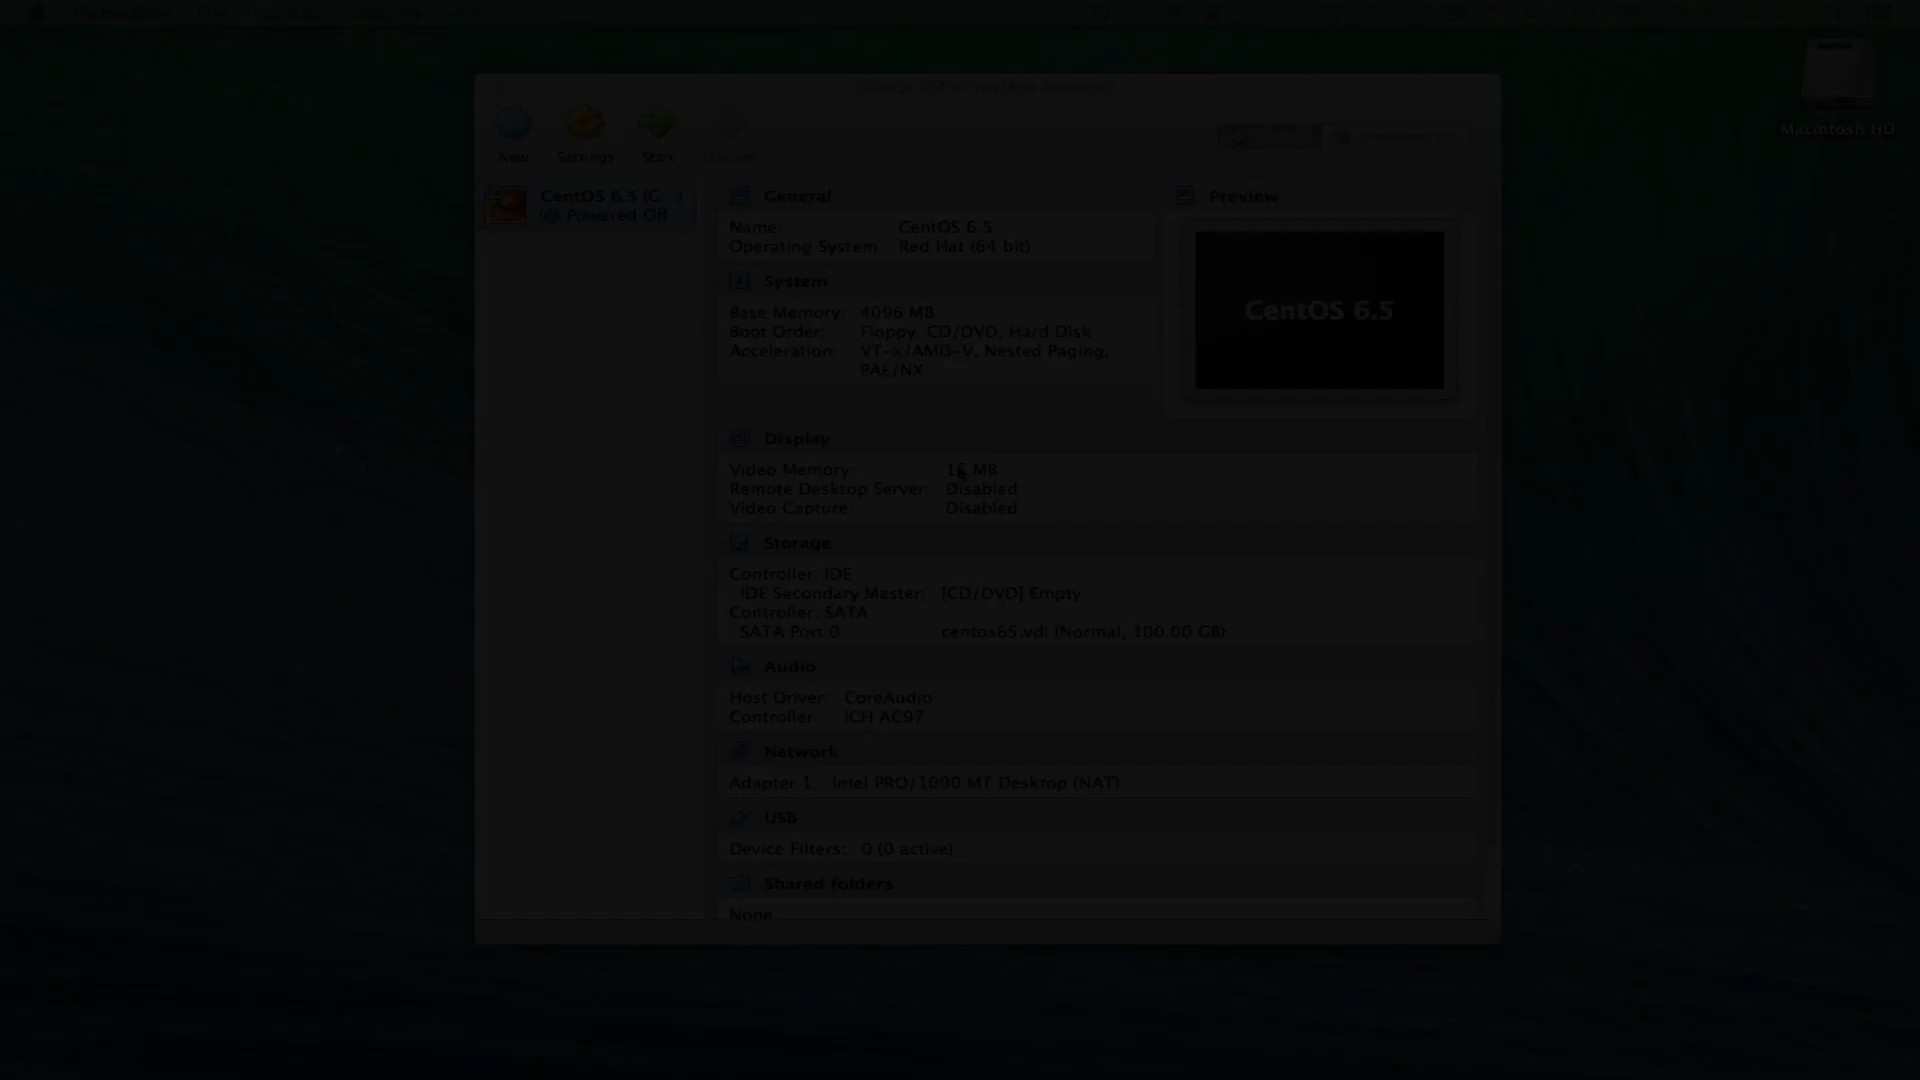 Macintosh HD
New
Settings
Start
CentOS 6.5 (C...)
Powered Off
General
Name: CentOS 6.5
Operating System: Red Hat (64 bit)
System
Base Memory: 4096 MB
Boot Order: Floppy, CD/DVD, Hard Disk
Acceleration: VT-x/AMD-V, Nested Paging,
PAE/NX
Preview
CentOS 6.5
Display
Video Memory: MB
Remote Desktop Server: Disabled
Video Capture: Disabled
Storage
Controller: IDE
IDE Secondary Master: [CD/DVD] Empty
Controller: SATA
SATA Port 0: centos65.vdi (Normal, 100.00 GB)
Audio
Host Driver: CoreAudio
Controller: ICH AC97
Network
Adapter 1: Intel PRO/1000 MT Desktop (NAT)
USB
Device Filters: 0 (0 active)
Shared folders
None